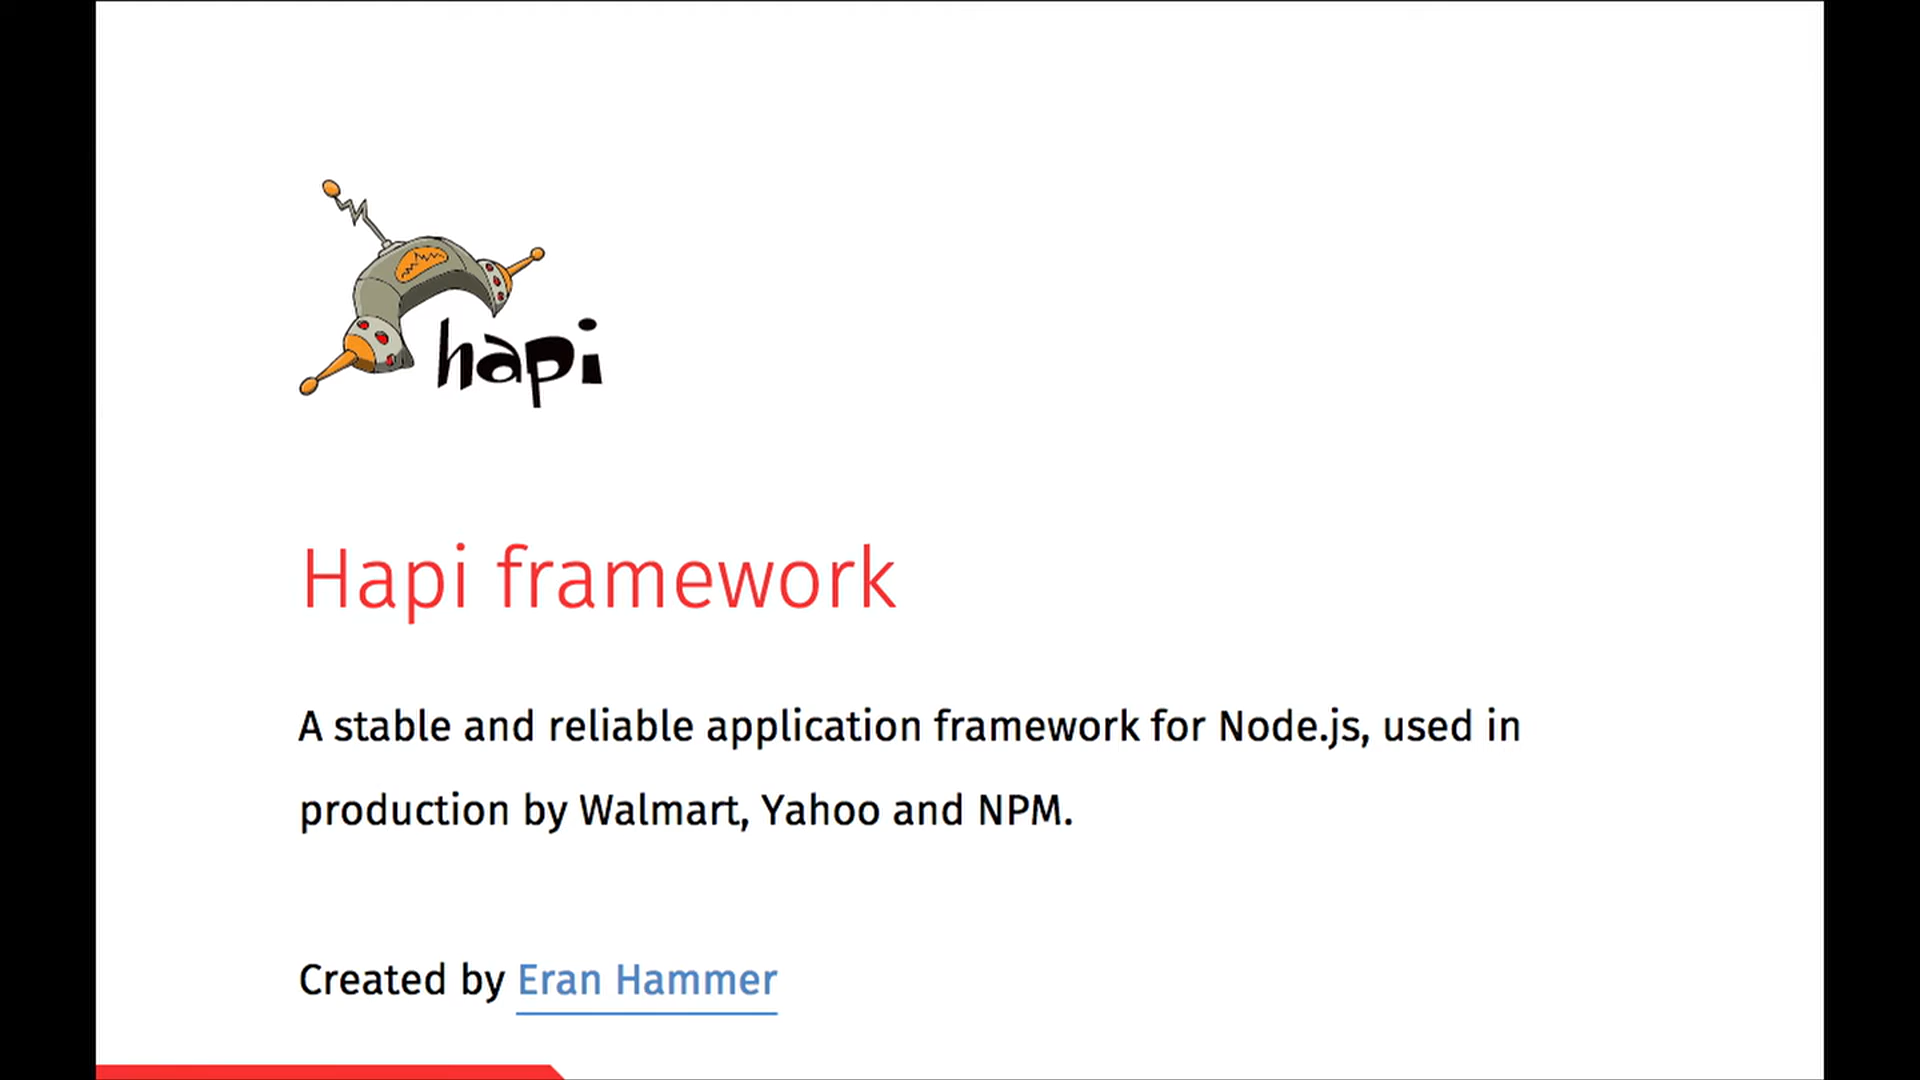 hapi
Hapi framework
A stable and reliable application framework for Node.js, used in
production by Walmart, Yahoo and NPM.
Created by Eran Hammer